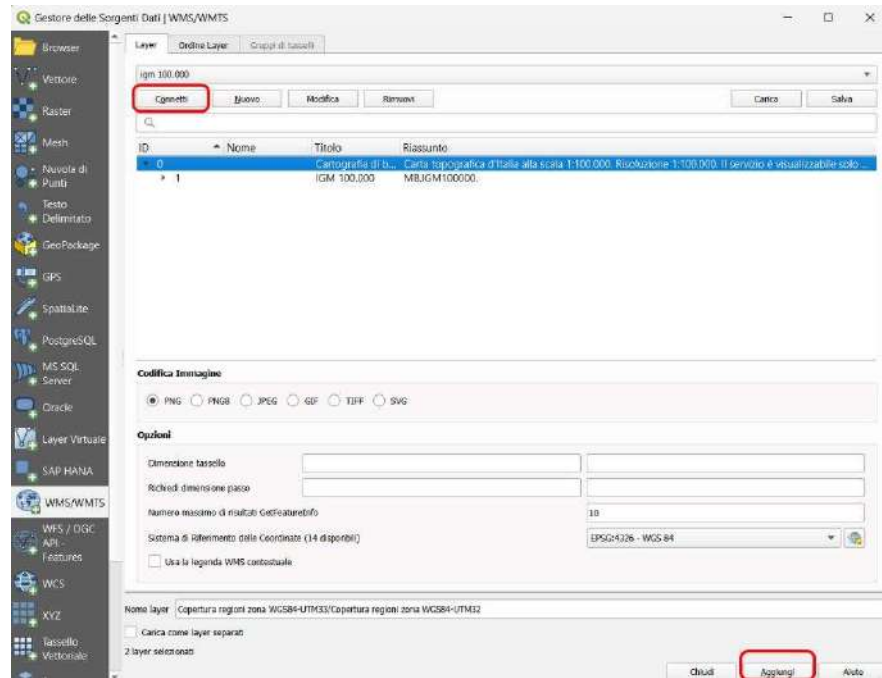 Gestore delle Sorgenti Dati | WMS/WMTS
Browser
Vettore
Raster
Mesh
Nuvola di
Punti
Testo
Delimitato
GeoPackage
GPS
SpatiaLite
PostgreSQL
MS SQL
Server
Oracle
Layer Virtuale
SAP HANA
WMS/WMTS
WFS / OGC
API -
Features
WCS
XYZ
Tassello
Vettoriale
Layer Ordine Layer Gruppi di tasselli
igm 100.000
Connetti Nuovo Modifica Rimuovi Carica Salva
ID Nome Titolo Riassunto
0 Cartografia di b... Carta topografica d'Italia alla scala 1:100.000. Risoluzione 1:100.000. Il servizio è visualizzabile solo ...
1 IGM 100.000 MB.IGM100000.
Codifica Immagine
PNG PNG8 JPEG GIF TIFF SVG
Opzioni
Dimensione tassello
Richiedi dimensione passo
Numero massimo di risultati GetFeatureInfo 10
Sistema di Riferimento delle Coordinate (14 disponibili) EPSG:4326 - WGS 84
Usa la legenda WMS contestuale
Nome layer Copertura regioni zona WGS84-UTM33/Copertura regioni zona WGS84-UTM32
Carica come layer separati
2 layer selezionati
Chiudi Aggiungi Aiuto